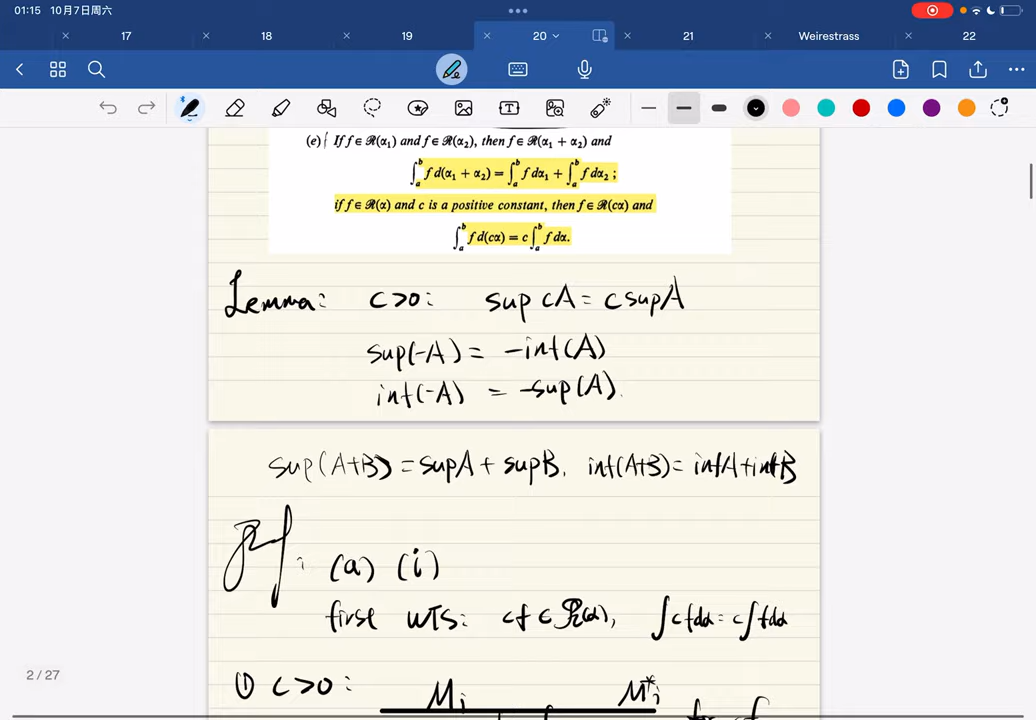 01:15 10月7日周六
17 18 19 20 21 Weirestrass 22
(e) If f∈ℛ(α₁) and f∈ℛ(α₂), then f∈ℛ(α₁ + α₂) and
∫ₐᵇ f d(α₁ + α₂) = ∫ₐᵇ f dα₁ + ∫ₐᵇ f dα₂ ;
if f∈ℛ(α) and c is a positive constant, then f∈ℛ(cα) and
∫ₐᵇ f d(cα) = c ∫ₐᵇ f dα.
Lemma: c>0: sup cA = c supA
sup(-A) = -inf(A)
inf(-A) = -sup(A).
sup(A+B) = supA + supB, inf(A+B) = infA+infB
Pf: (a) (i)
first WTS: cf ∈ ℛ(α), ∫cfdα = c∫fdα
2 / 27
① c>0: Mᵢ Mᵢ*